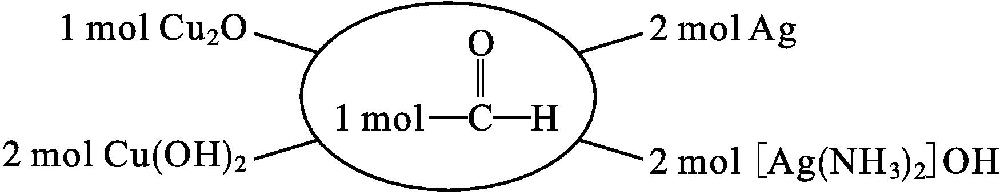 1 mol Cu₂O
2 mol Ag
O
1 mol—C—H
2 mol Cu(OH)₂
2 mol [Ag(NH₃)₂]OH